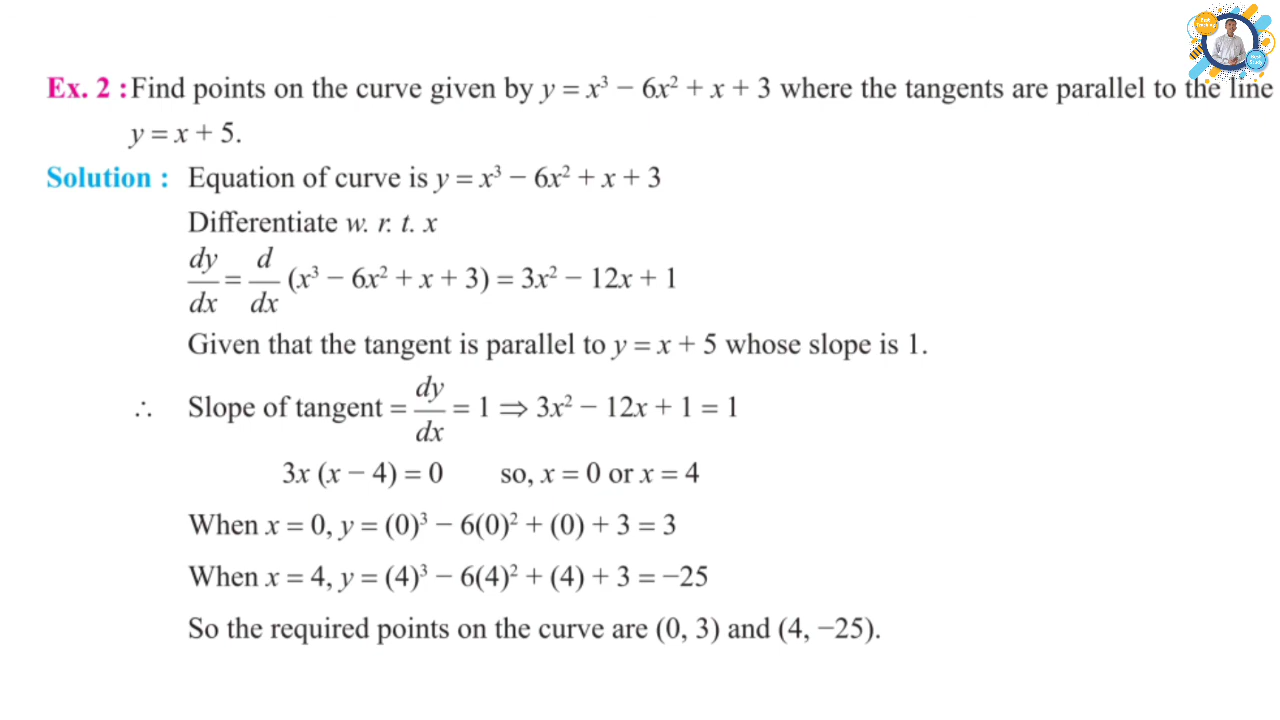 Best Teaching
Ex. 2 : Find points on the curve given by y = x³ − 6x² + x + 3 where the tangents are parallel to the line
Best Study
y = x + 5.
Solution : Equation of curve is y = x³ − 6x² + x + 3
Differentiate w. r. t. x
dy/dx = d/dx (x³ − 6x² + x + 3) = 3x² − 12x + 1
Given that the tangent is parallel to y = x + 5 whose slope is 1.
∴ Slope of tangent = dy/dx = 1 ⇒ 3x² − 12x + 1 = 1
3x (x − 4) = 0 so, x = 0 or x = 4
When x = 0, y = (0)³ − 6(0)² + (0) + 3 = 3
When x = 4, y = (4)³ − 6(4)² + (4) + 3 = −25
So the required points on the curve are (0, 3) and (4, −25).